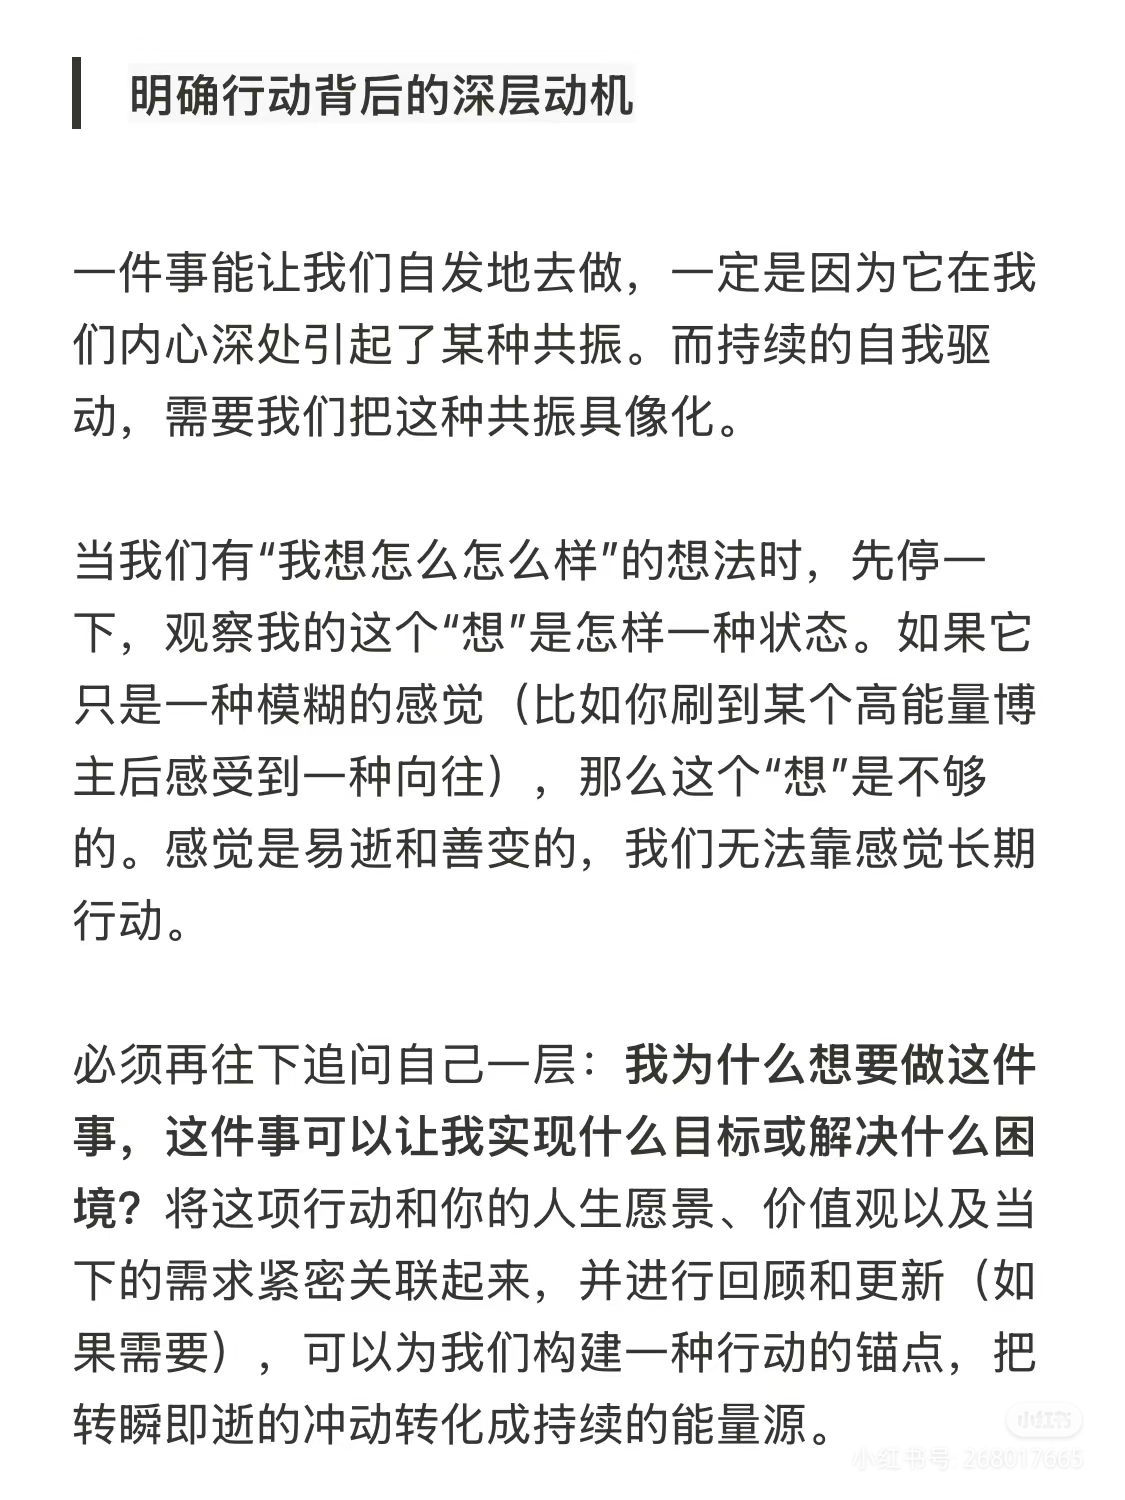 明确行动背后的深层动机
一件事能让我们自发地去做，一定是因为它在我
们内心深处引起了某种共振。而持续的自我驱
动，需要我们把这种共振具像化。
当我们有“我想怎么怎么样”的想法时，先停一
下，观察我的这个“想”是怎样一种状态。如果它
只是一种模糊的感觉（比如你刷到某个高能量博
主后感受到一种向往），那么这个“想”是不够
的。感觉是易逝和善变的，我们无法靠感觉长期
行动。
必须再往下追问自己一层：我为什么想要做这件
事，这件事可以让我实现什么目标或解决什么困
境？将这项行动和你的人生愿景、价值观以及当
下的需求紧密关联起来，并进行回顾和更新（如
果需要），可以为我们构建一种行动的锚点，把
转瞬即逝的冲动转化成持续的能量源。
小红书
小红书号: 268017665